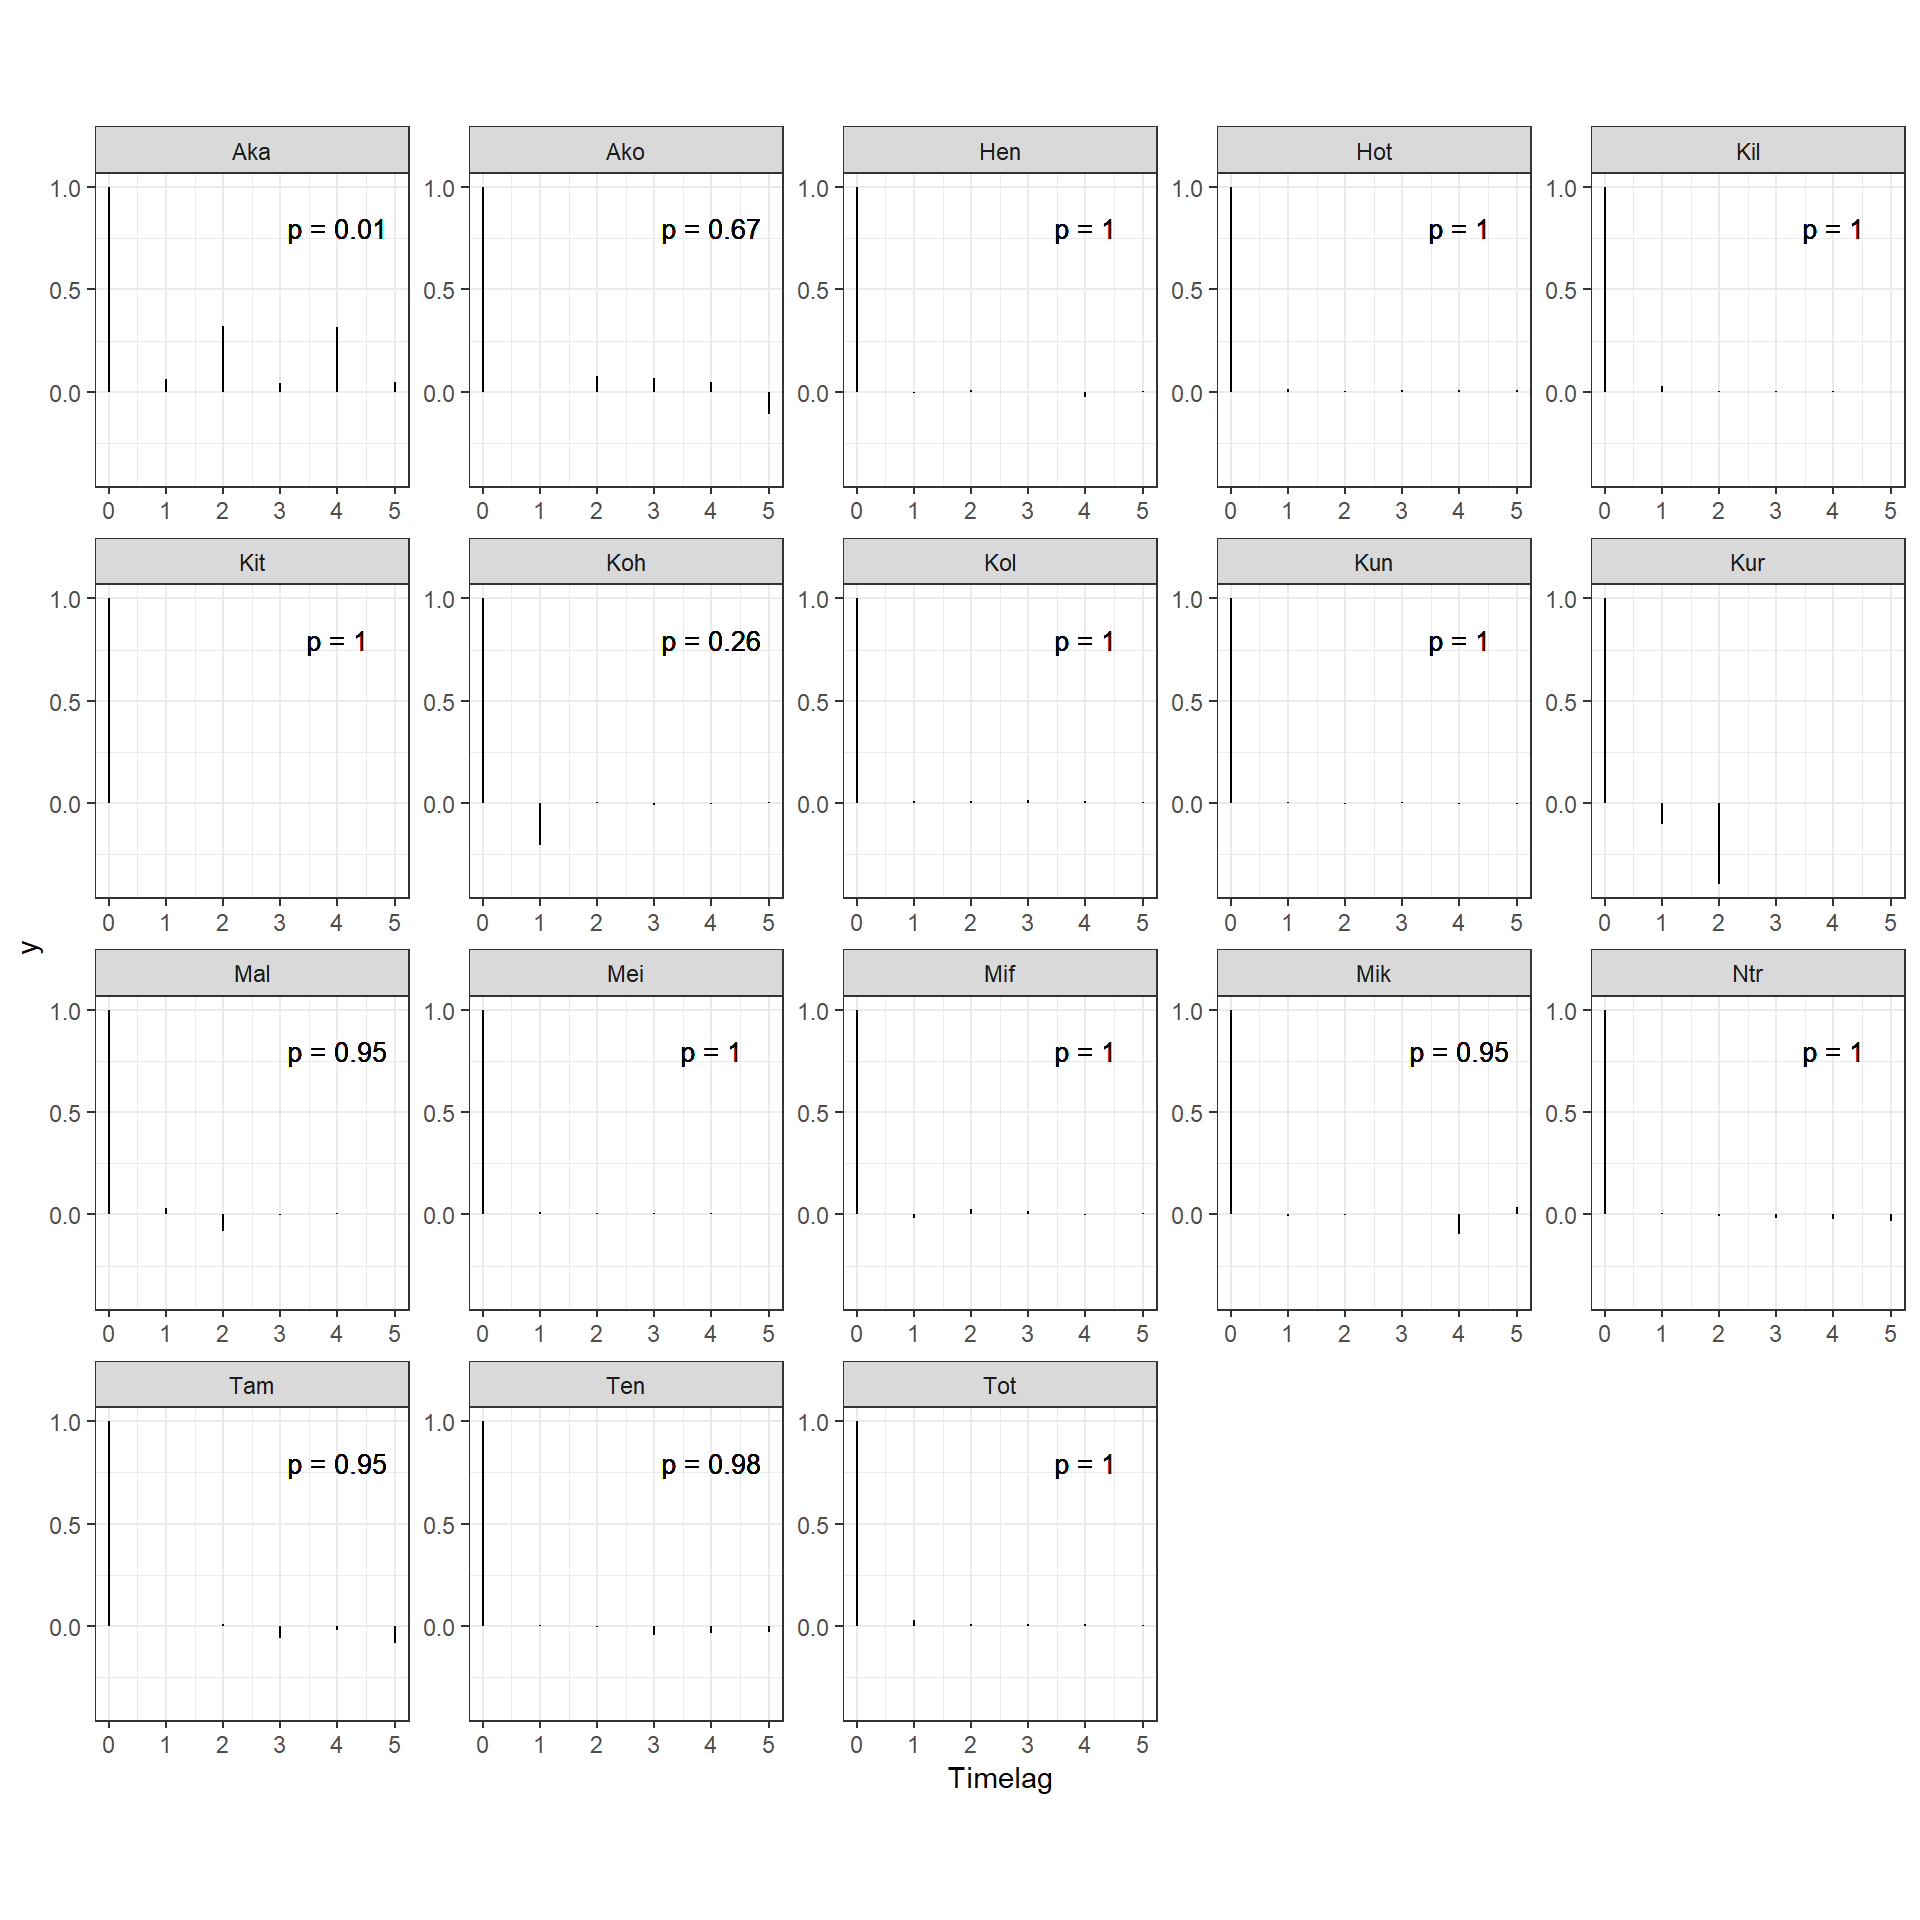 Aka Ako Hen Hot Kil
1.0 1.0 1.0 1.0 1.0
p = 0.01 p = 0.67 p = 1 p = 1 p = 1
0.5 0.5 0.5 0.5 0.5
0.0 0.0 0.0 0.0 0.0
0 1 2 3 4 5 0 1 2 3 4 5 0 1 2 3 4 5 0 1 2 3 4 5 0 1 2 3 4 5
Kit Koh Kol Kun Kur
1.0 1.0 1.0 1.0 1.0
p = 1 p = 0.26 p = 1 p = 1
0.5 0.5 0.5 0.5 0.5
0.0 0.0 0.0 0.0 0.0
0 1 2 3 4 5 0 1 2 3 4 5 0 1 2 3 4 5 0 1 2 3 4 5 0 1 2 3 4 5
y
Mal Mei Mif Mik Ntr
1.0 1.0 1.0 1.0 1.0
p = 0.95 p = 1 p = 1 p = 0.95 p = 1
0.5 0.5 0.5 0.5 0.5
0.0 0.0 0.0 0.0 0.0
0 1 2 3 4 5 0 1 2 3 4 5 0 1 2 3 4 5 0 1 2 3 4 5 0 1 2 3 4 5
Tam Ten Tot
1.0 1.0 1.0
p = 0.95 p = 0.98 p = 1
0.5 0.5 0.5
0.0 0.0 0.0
0 1 2 3 4 5 0 1 2 3 4 5 0 1 2 3 4 5
Timelag